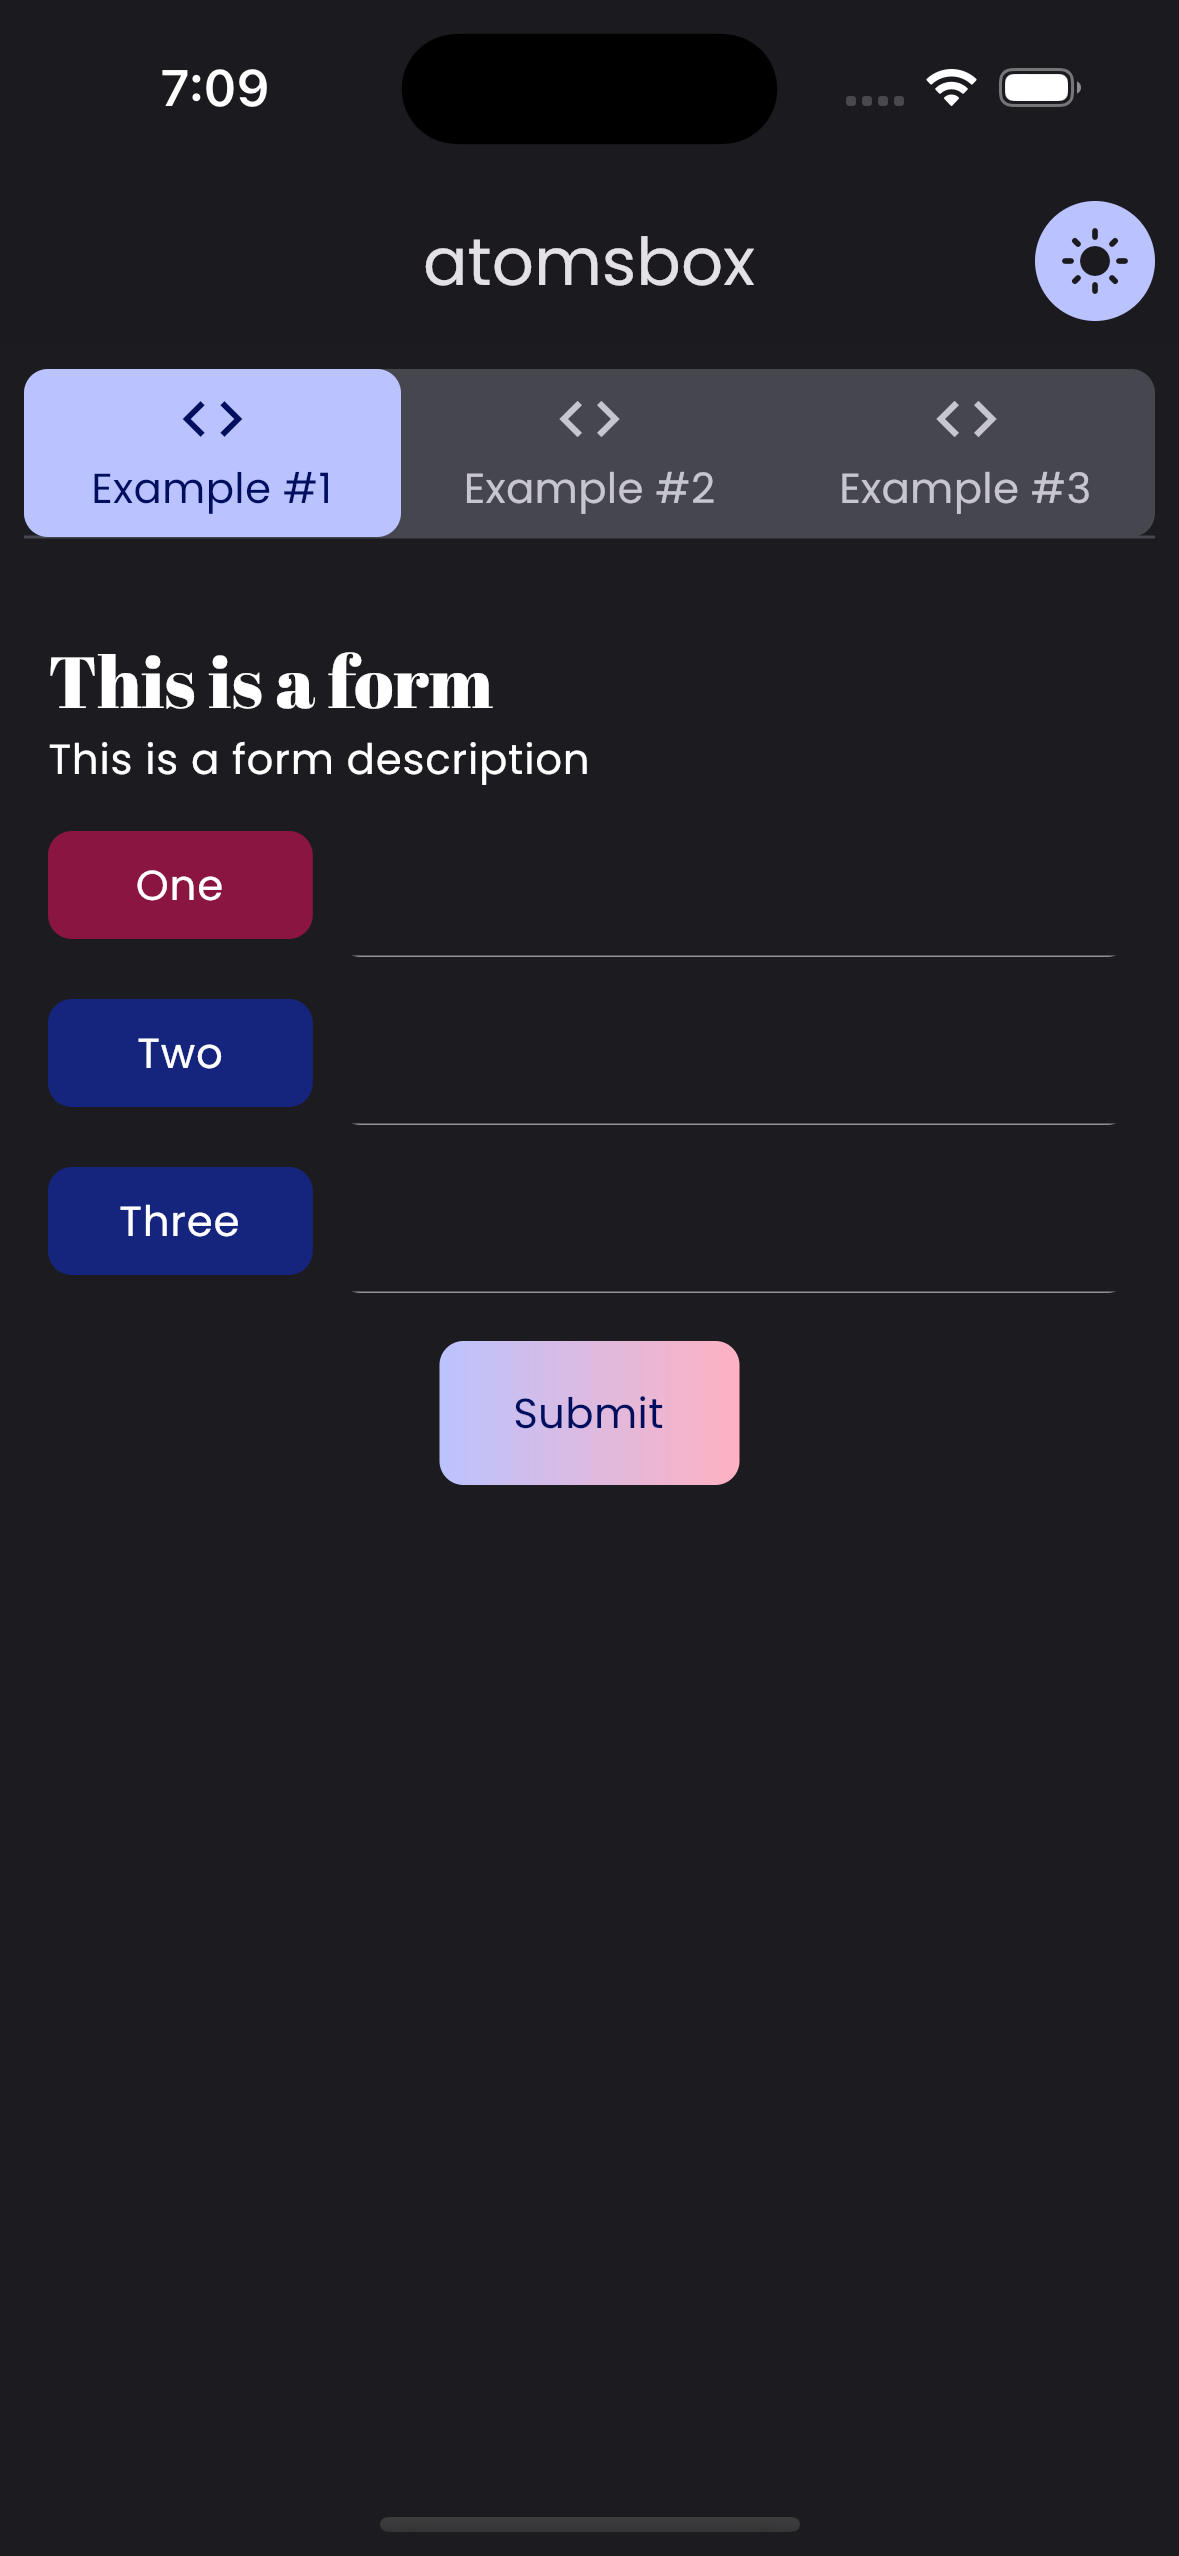 7:09
atomsbox
Example #1
Example #2
Example #3
This is a form
This is a form description
One
Two
Three
Submit